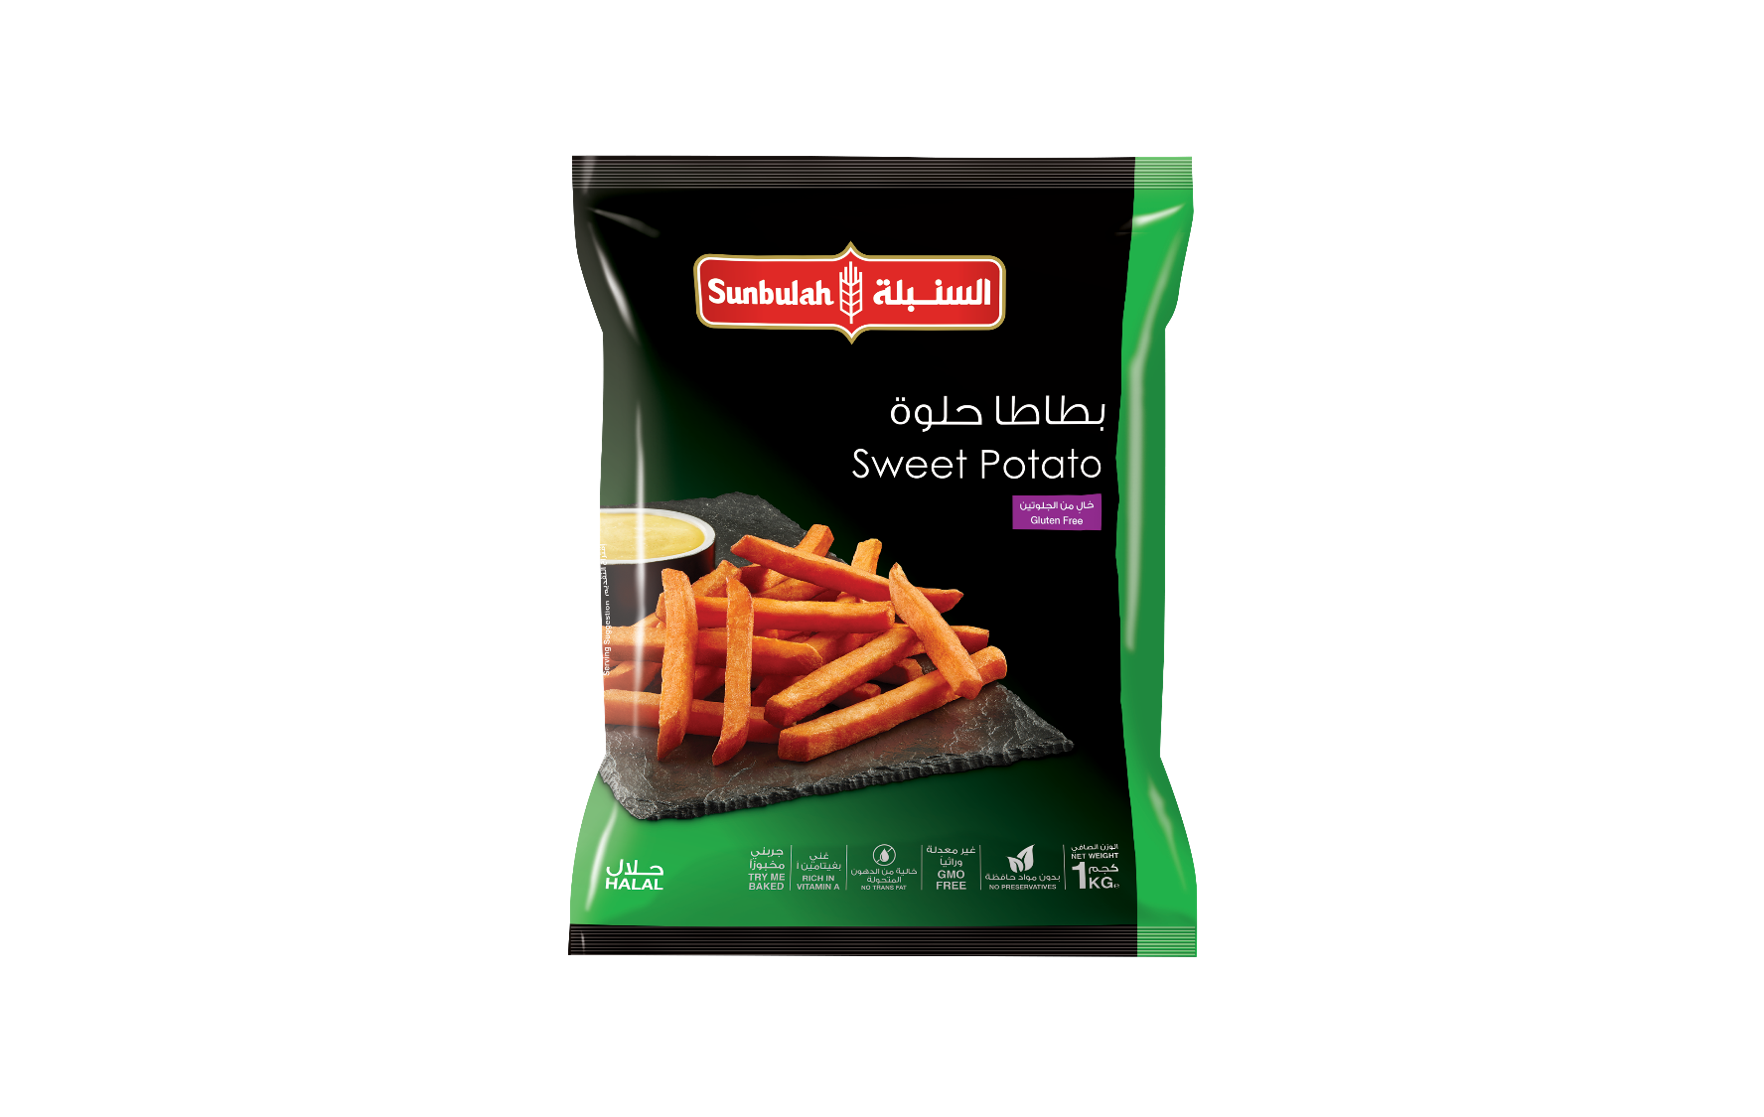 Sunbulah السنبلة
بطاطا حلوة
Sweet Potato
خالٍ من الجلوتين
Gluten Free
إقتراح التقديم Serving Suggestion
حلال
HALAL
جربني
مخبوزاً
TRY ME
BAKED
غني
بفيتامين أ
RICH IN
VITAMIN A
خالية من الدهون
المتحولة
NO TRANS FAT
غير معدلة
وراثياً
GMO
FREE
بدون مواد حافظة
NO PRESERVATIVES
الوزن الصافي
NET WEIGHT
1 كجم
KG e